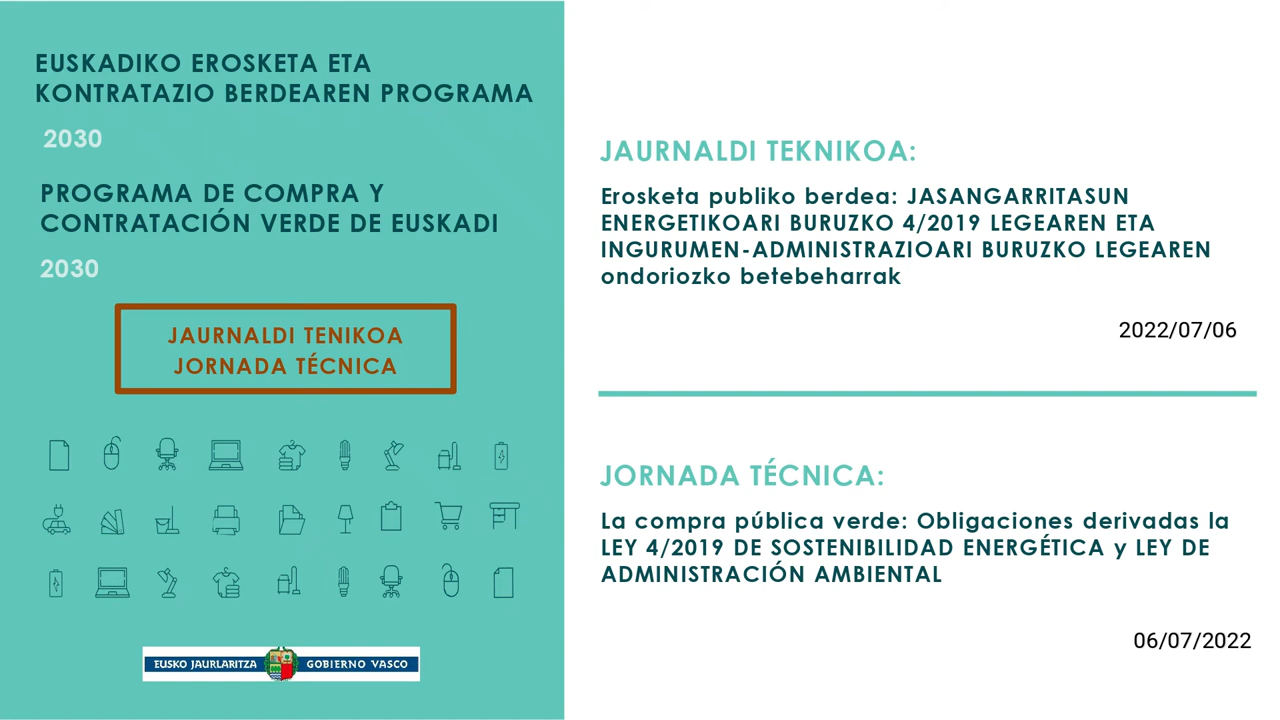 EUSKADIKO EROSKETA ETA
KONTRATAZIO BERDEAREN PROGRAMA
2030
PROGRAMA DE COMPRA Y
CONTRATACIÓN VERDE DE EUSKADI
2030
JAURNALDI TENIKOA
JORNADA TÉCNICA
EUSKO JAURLARITZA GOBIERNO VASCO
JAURNALDI TEKNIKOA:
Erosketa publiko berdea: JASANGARRITASUN
ENERGETIKOARI BURUZKO 4/2019 LEGEAREN ETA
INGURUMEN-ADMINISTRAZIOARI BURUZKO LEGEAREN
ondoriozko betebeharrak
2022/07/06
JORNADA TÉCNICA:
La compra pública verde: Obligaciones derivadas la
LEY 4/2019 DE SOSTENIBILIDAD ENERGÉTICA y LEY DE
ADMINISTRACIÓN AMBIENTAL
06/07/2022